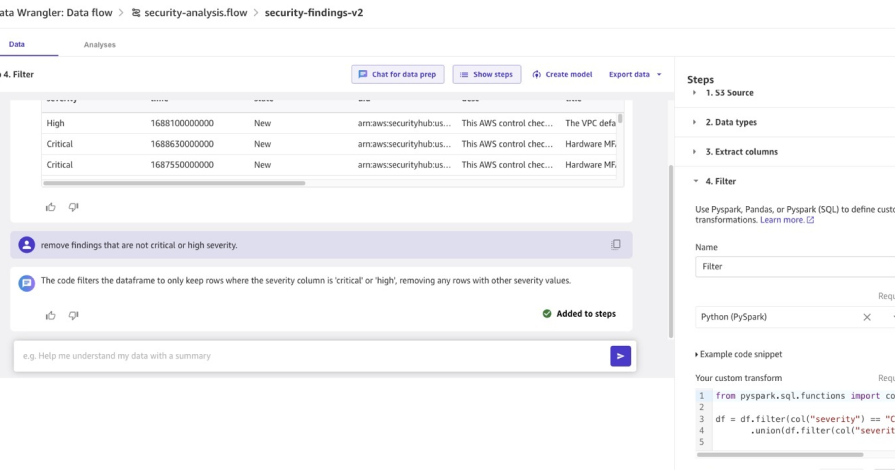 ata Wrangler: Data flow > security-analysis.flow > security-findings-v2
Data Analyses
4. Filter Chat for data prep Show steps Create model Export data
Steps
1. S3 Source
2. Data types
High 1688100000000 New arn:aws:securityhub:us... This AWS control chec... The VPC defa
Critical 1688630000000 New arn:aws:securityhub:us... This AWS control chec... Hardware MF
Critical 1687550000000 New arn:aws:securityhub:us... This AWS control chec... Hardware MF
3. Extract columns
4. Filter
Use Pyspark, Pandas, or Pyspark (SQL) to define custo
transformations. Learn more.
remove findings that are not critical or high severity.
The code filters the dataframe to only keep rows where the severity column is 'critical' or 'high', removing any rows with other severity values.
Added to steps
e.g. Help me understand my data with a summary
Name
Filter
Requ
Python (PySpark)
Example code snippet
Your custom transform Requ
1 from pyspark.sql.functions import co
2
3 df = df.filter(col("severity") == "C
4 .union(df.filter(col("severit
5